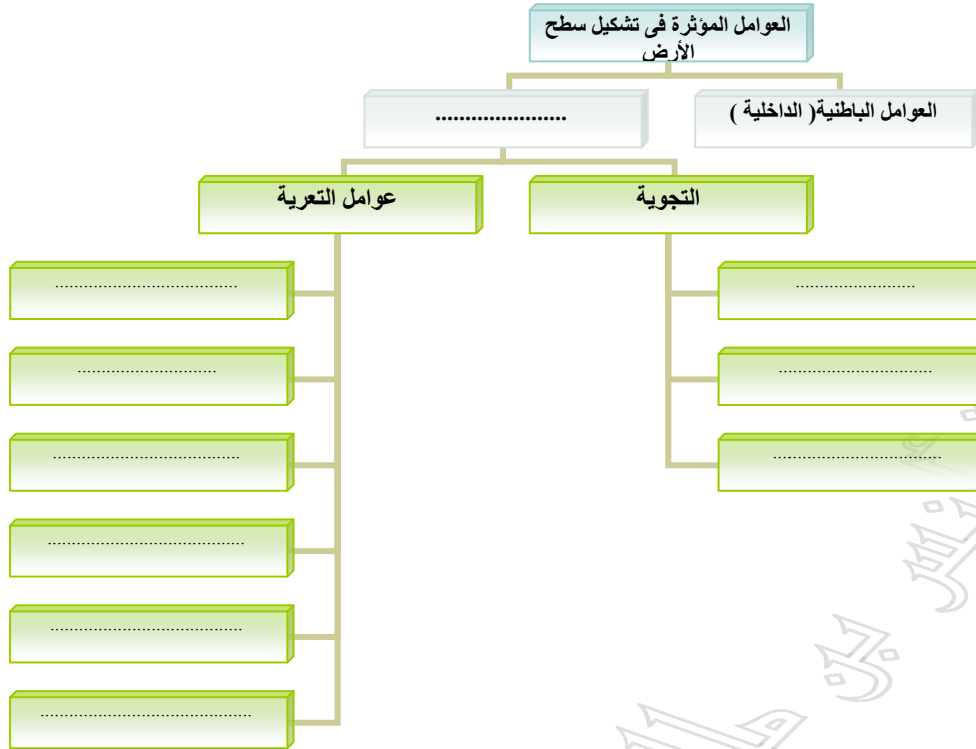 العوامل المؤثرة فى تشكيل سطح
الأرض
العوامل الباطنية( الداخلية )
......................
التجوية
عوامل التعرية